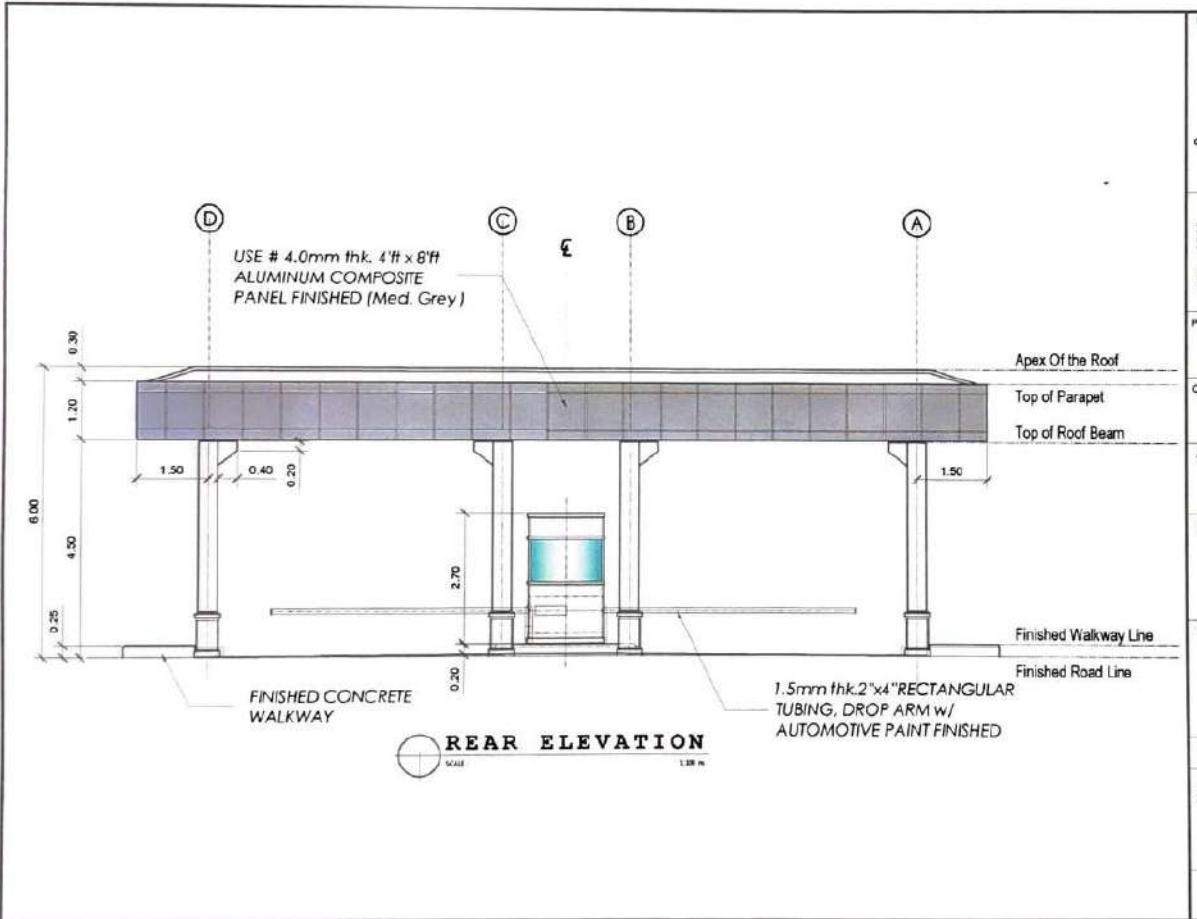 D
C
B
A
℄
USE # 4.0mm thk. 4'ft x 8'ft
ALUMINUM COMPOSITE
PANEL FINISHED (Med. Grey)
0.30
1.20
6.00
4.50
0.25
1.50
0.40
0.20
2.70
0.20
1.50
Apex Of the Roof
Top of Parapet
Top of Roof Beam
Finished Walkway Line
Finished Road Line
FINISHED CONCRETE
WALKWAY
1.5mm thk.2"x4"RECTANGULAR
TUBING, DROP ARM w/
AUTOMOTIVE PAINT FINISHED
REAR ELEVATION
SCALE